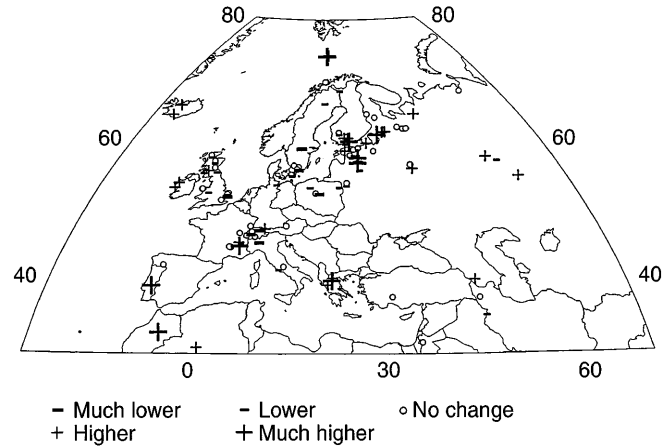 80 80
60 60
40 40
0 30 60
− Much lower − Lower ○ No change
+ Higher + Much higher